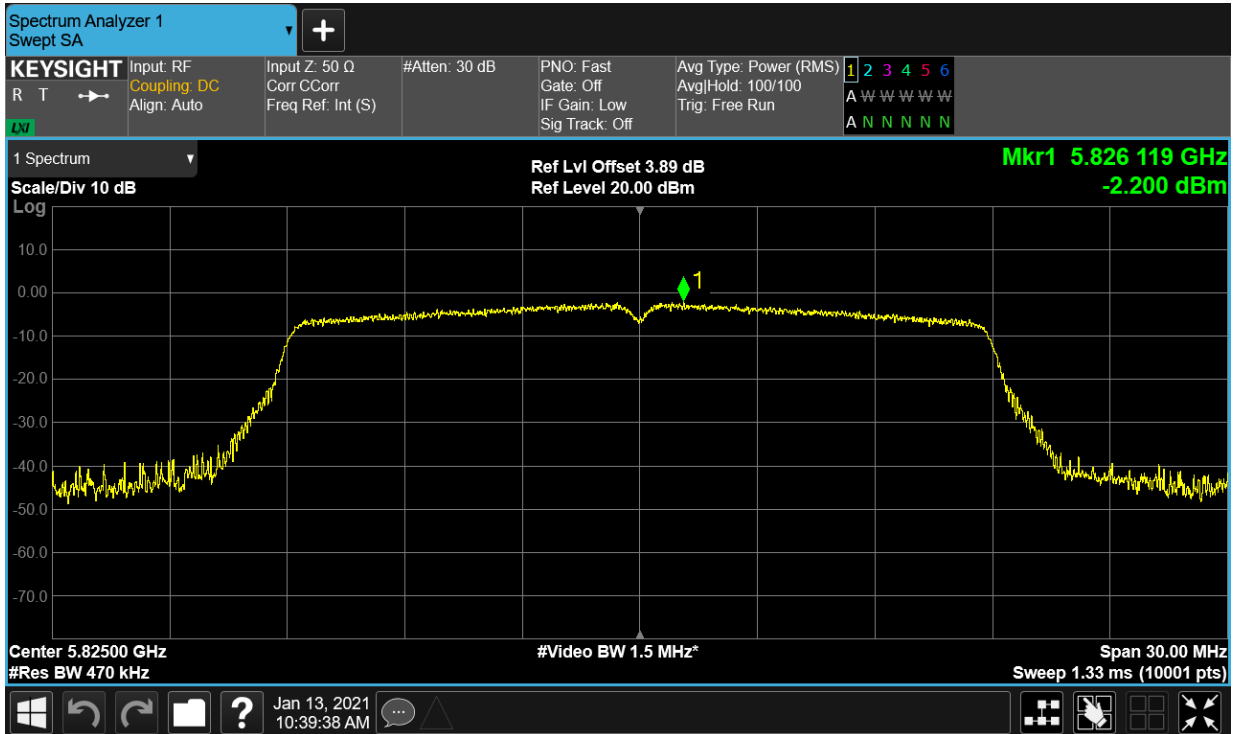 Spectrum Analyzer 1
Swept SA
+
KEYSIGHT
R T
LXI
Input: RF
Coupling: DC
Align: Auto
Input Z: 50 Ω
Corr CCorr
Freq Ref: Int (S)
#Atten: 30 dB
PNO: Fast
Gate: Off
IF Gain: Low
Sig Track: Off
Avg Type: Power (RMS)
Avg|Hold: 100/100
Trig: Free Run
1 2 3 4 5 6
A W W W W W
A N N N N N
1 Spectrum
Scale/Div 10 dB
Log
Ref Lvl Offset 3.89 dB
Ref Level 20.00 dBm
Mkr1 5.826 119 GHz
-2.200 dBm
1
10.0
0.00
-10.0
-20.0
-30.0
-40.0
-50.0
-60.0
-70.0
Center 5.82500 GHz
#Res BW 470 kHz
#Video BW 1.5 MHz*
Span 30.00 MHz
Sweep 1.33 ms (10001 pts)
?
Jan 13, 2021
10:39:38 AM